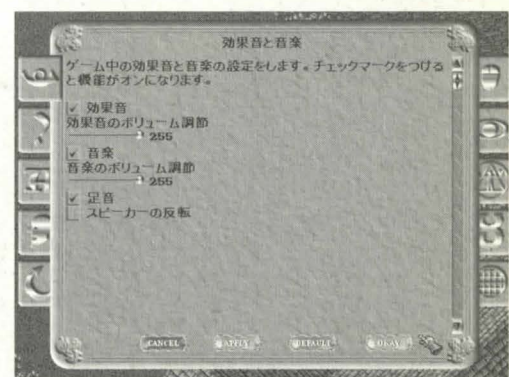 効果音と音楽
ゲーム中の効果音と音楽の設定をします。チェックマークをつける
と機能がオンになります。
効果音
効果音のボリューム調節
255
音楽
音楽のボリューム調節
255
足音
スピーカーの反転
CANCEL APPLY DEFAULT OKAY